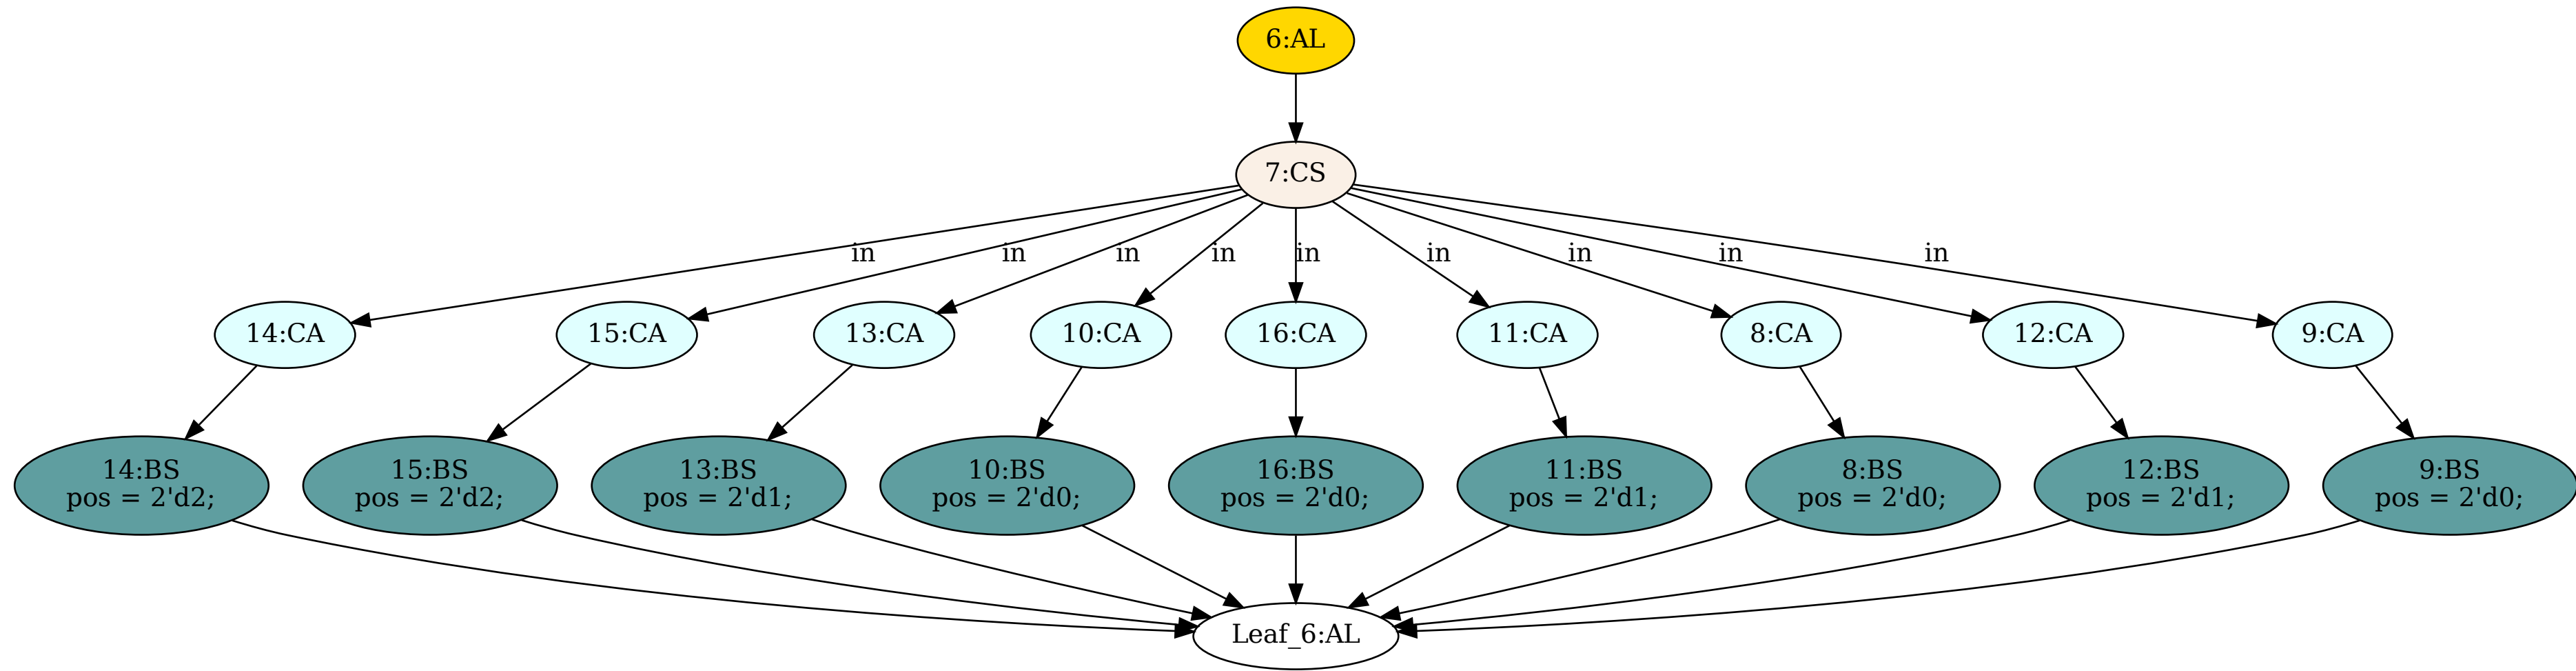 6:AL
7:CS
in in in in in in in in in
14:CA 15:CA 13:CA 10:CA 16:CA 11:CA 8:CA 12:CA 9:CA
14:BS 15:BS 13:BS 10:BS 16:BS 11:BS 8:BS 12:BS 9:BS
pos = 2'd2; pos = 2'd2; pos = 2'd1; pos = 2'd0; pos = 2'd0; pos = 2'd1; pos = 2'd0; pos = 2'd1; pos = 2'd0;
Leaf_6:AL